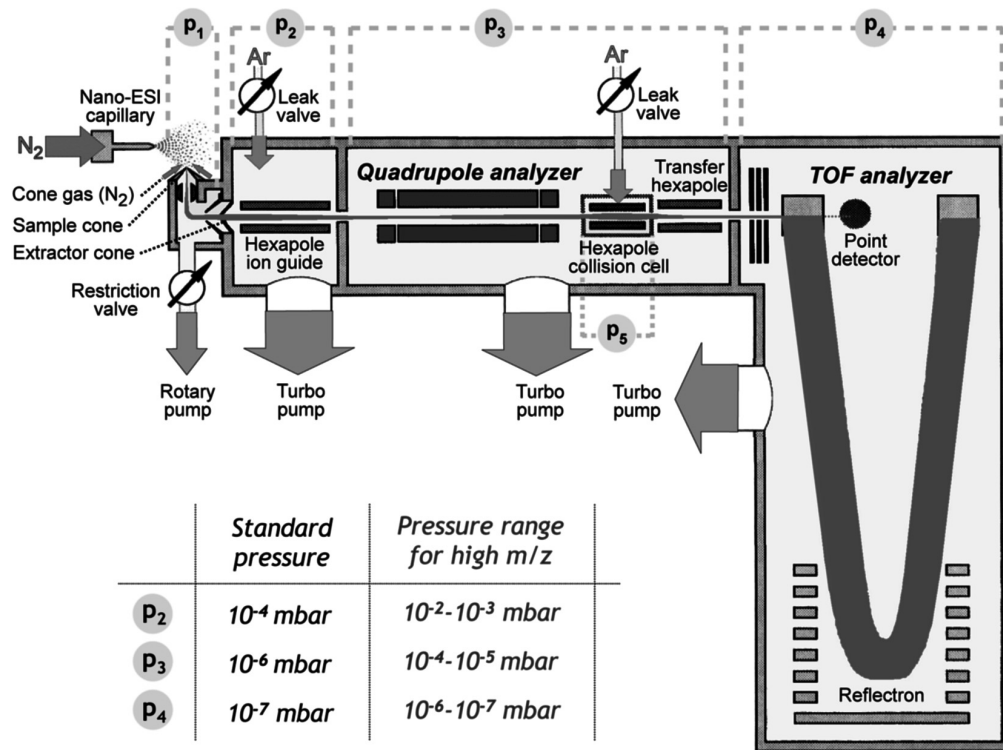 p1
p2
p3
p4
Ar
Ar
Nano-ESI
capillary
Leak
valve
Leak
valve
N2
Quadrupole analyzer
Transfer
hexapole
TOF analyzer
Cone gas (N2)
Sample cone
Extractor cone
Hexapole
ion guide
Hexapole
collision cell
Point
detector
Restriction
valve
p5
Rotary
pump
Turbo
pump
Turbo
pump
Turbo
pump
Standard
pressure
Pressure range
for high m/z
p2 10-4 mbar 10-2-10-3 mbar
p3 10-6 mbar 10-4-10-5 mbar
p4 10-7 mbar 10-6-10-7 mbar
Reflectron